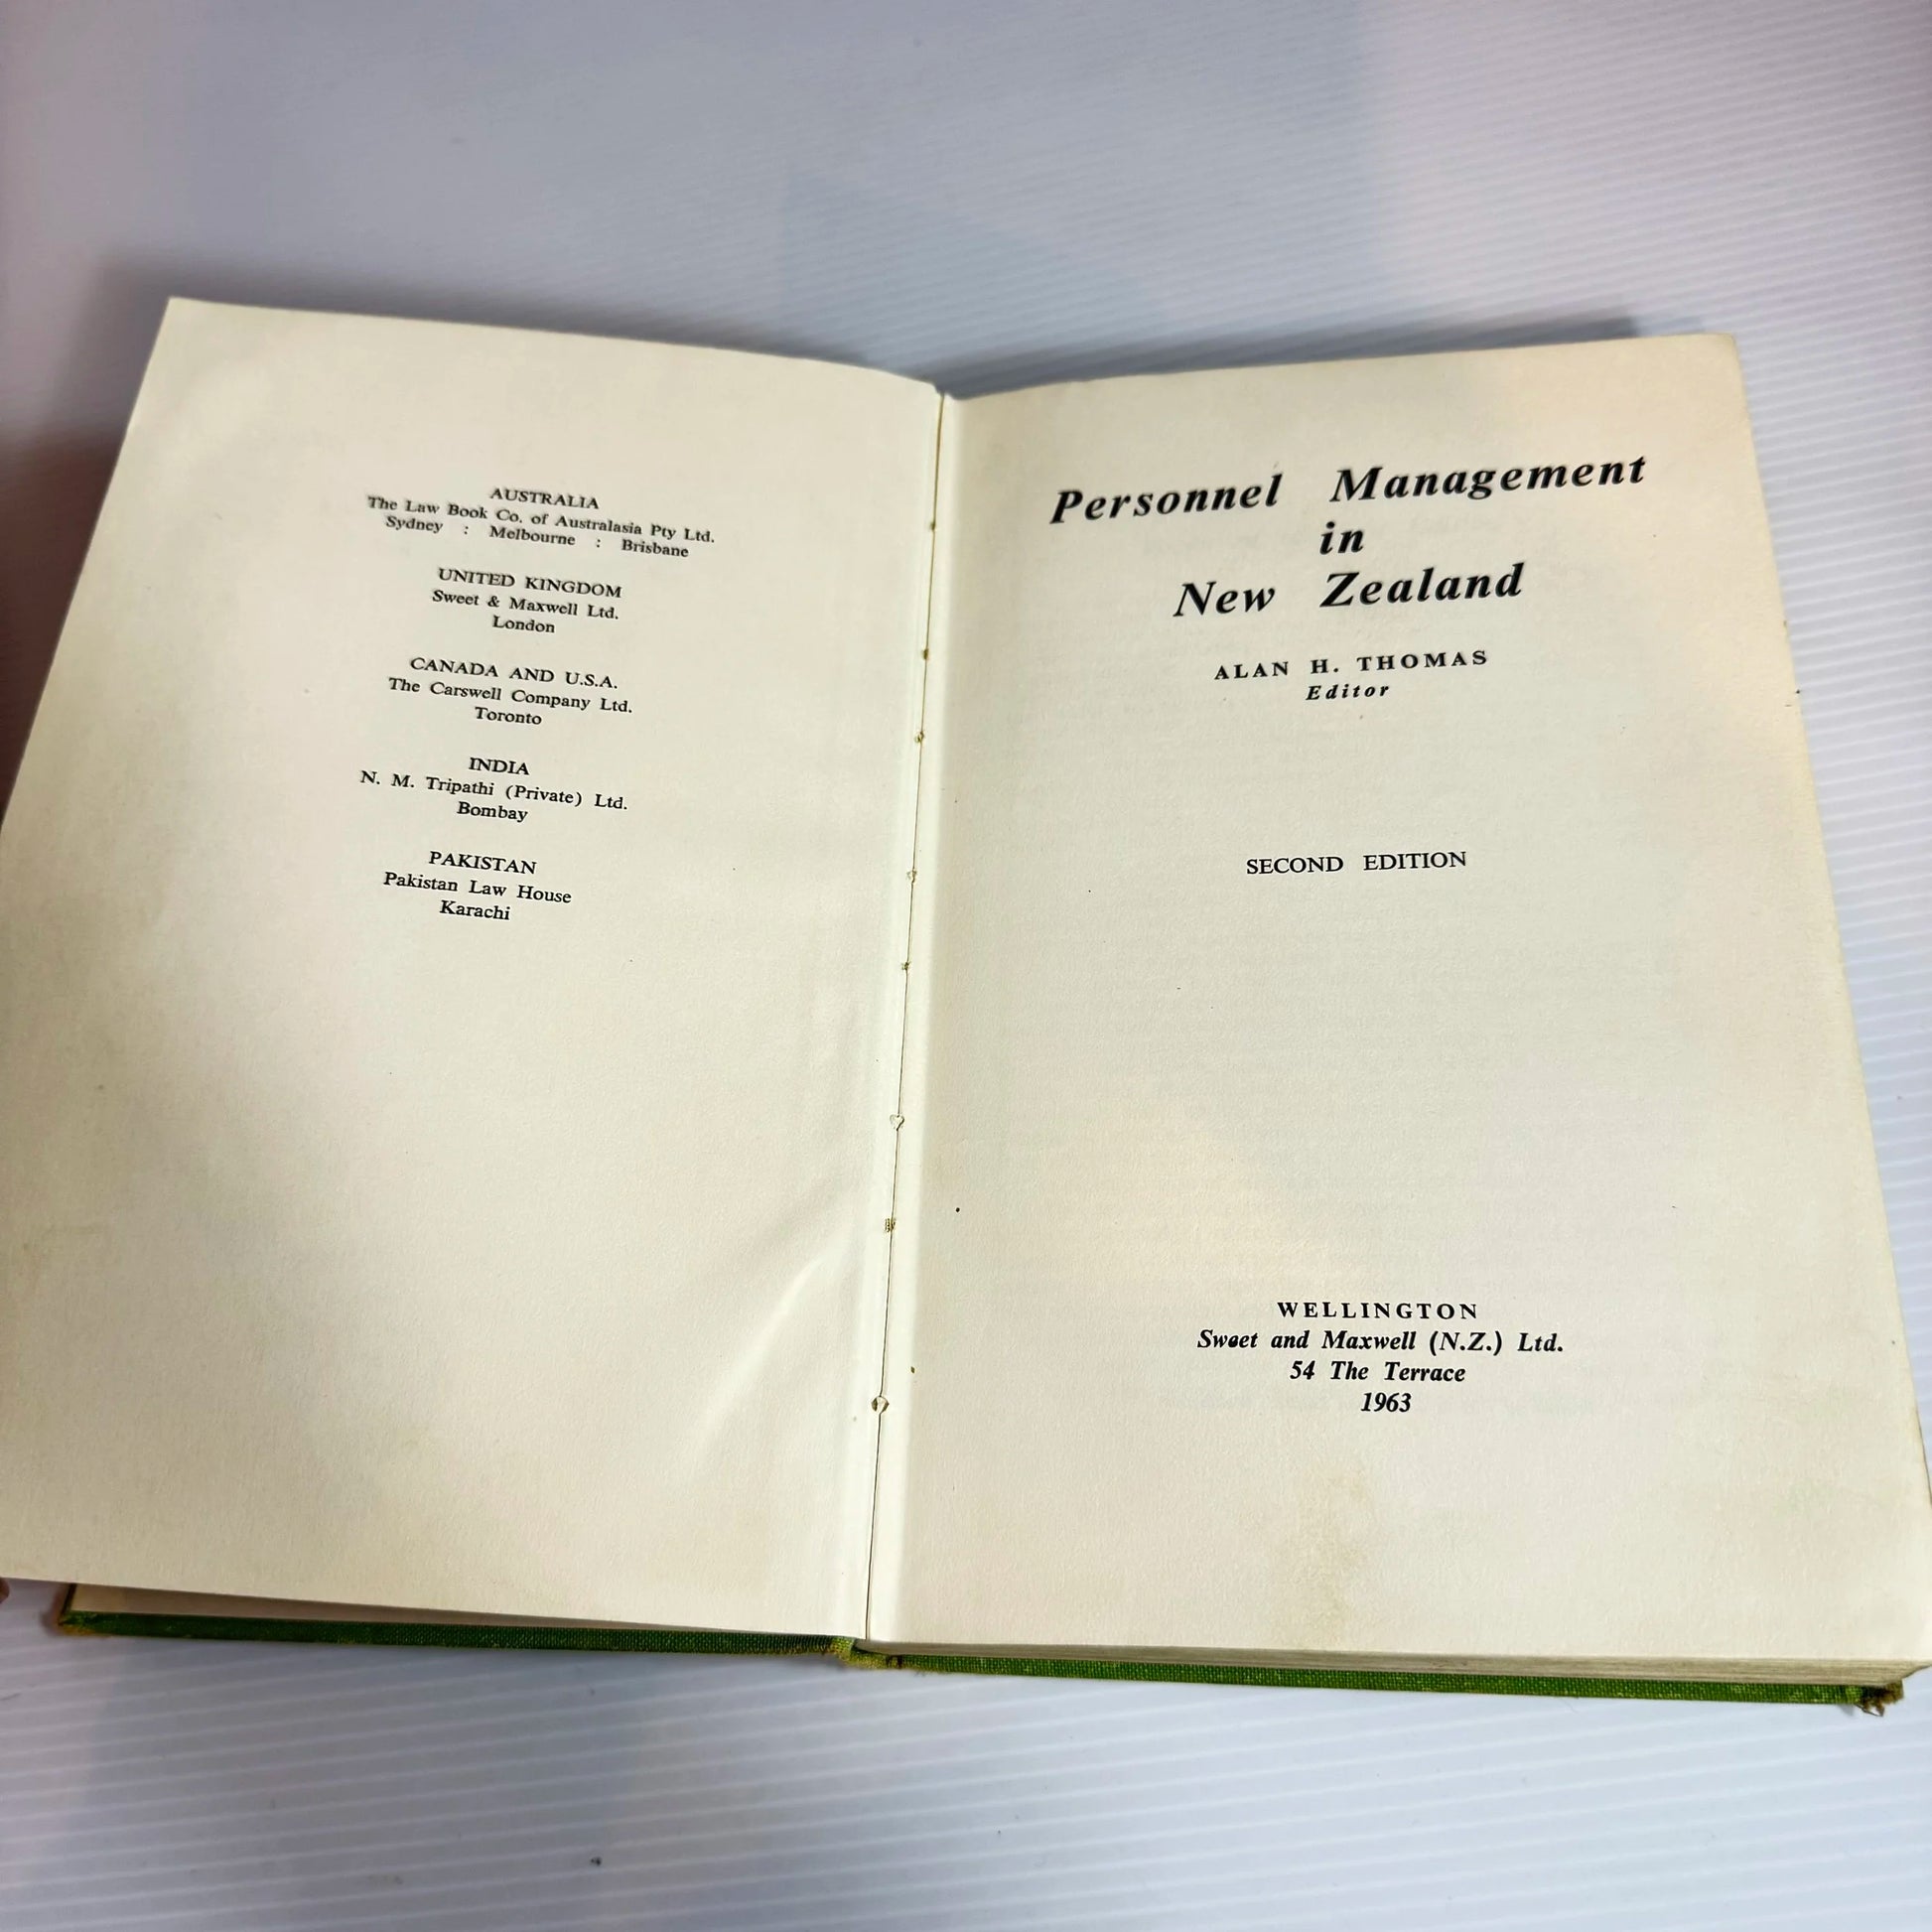 AUSTRALIA
The Law Book Co. of Australasia Pty Ltd.
Sydney : Melbourne : Brisbane
UNITED KINGDOM
Sweet & Maxwell Ltd.
London
CANADA AND U.S.A.
The Carswell Company Ltd.
Toronto
INDIA
N. M. Tripathi (Private) Ltd.
Bombay
PAKISTAN
Pakistan Law House
Karachi
Personnel Management
in
New Zealand
ALAN H. THOMAS
Editor
SECOND EDITION
WELLINGTON
Sweet and Maxwell (N.Z.) Ltd.
54 The Terrace
1963